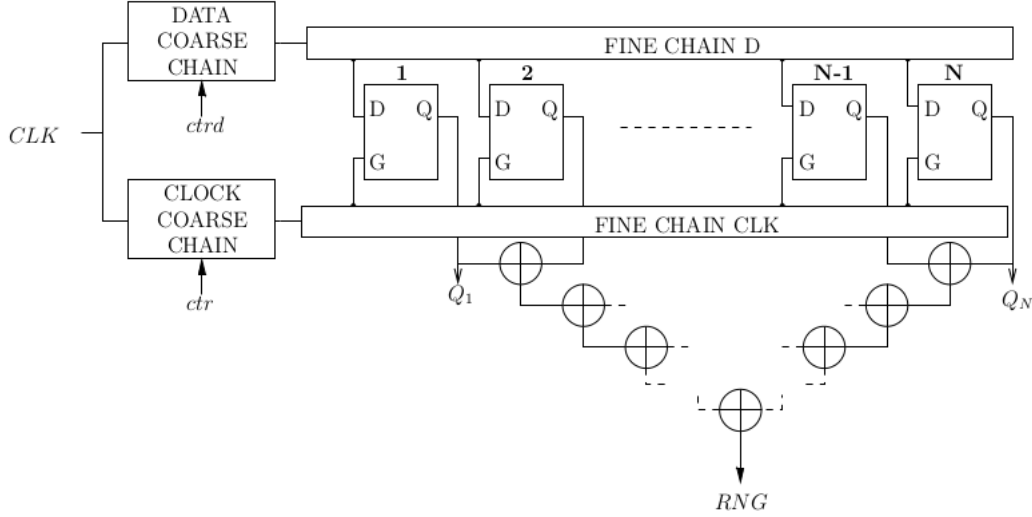 DATA
COARSE
CHAIN
FINE CHAIN D
1
2
N-1
N
D Q
D Q
D Q
D Q
ctrd
CLK
G
G
G
G
CLOCK
COARSE
CHAIN
FINE CHAIN CLK
ctr
Q1
QN
RNG